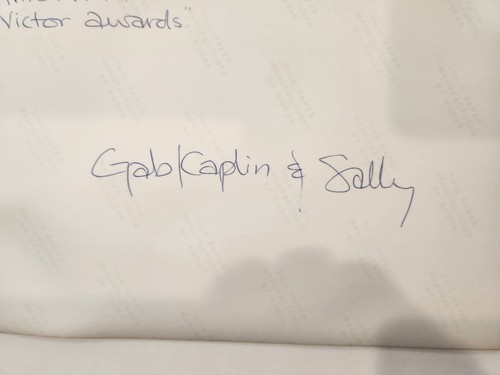 Victor awards"
Gab Kaplin & Sally